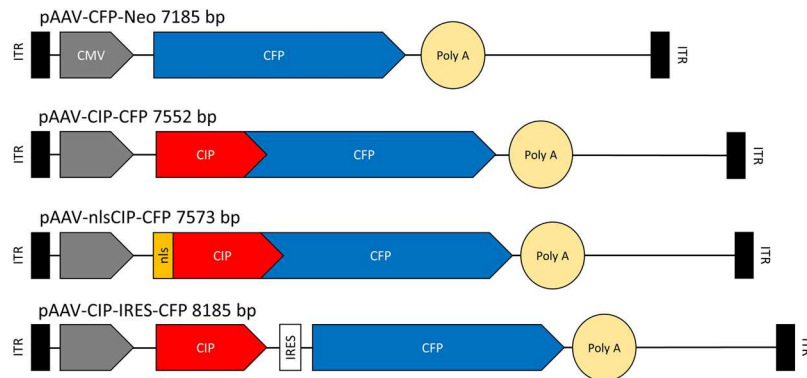 pAAV-CFP-Neo 7185 bp
ITR CMV CFP Poly A ITR
pAAV-CIP-CFP 7552 bp
ITR CIP CFP Poly A ITR
pAAV-nlsCIP-CFP 7573 bp
ITR nls CIP CFP Poly A ITR
pAAV-CIP-IRES-CFP 8185 bp
ITR CIP IRES CFP Poly A ITR